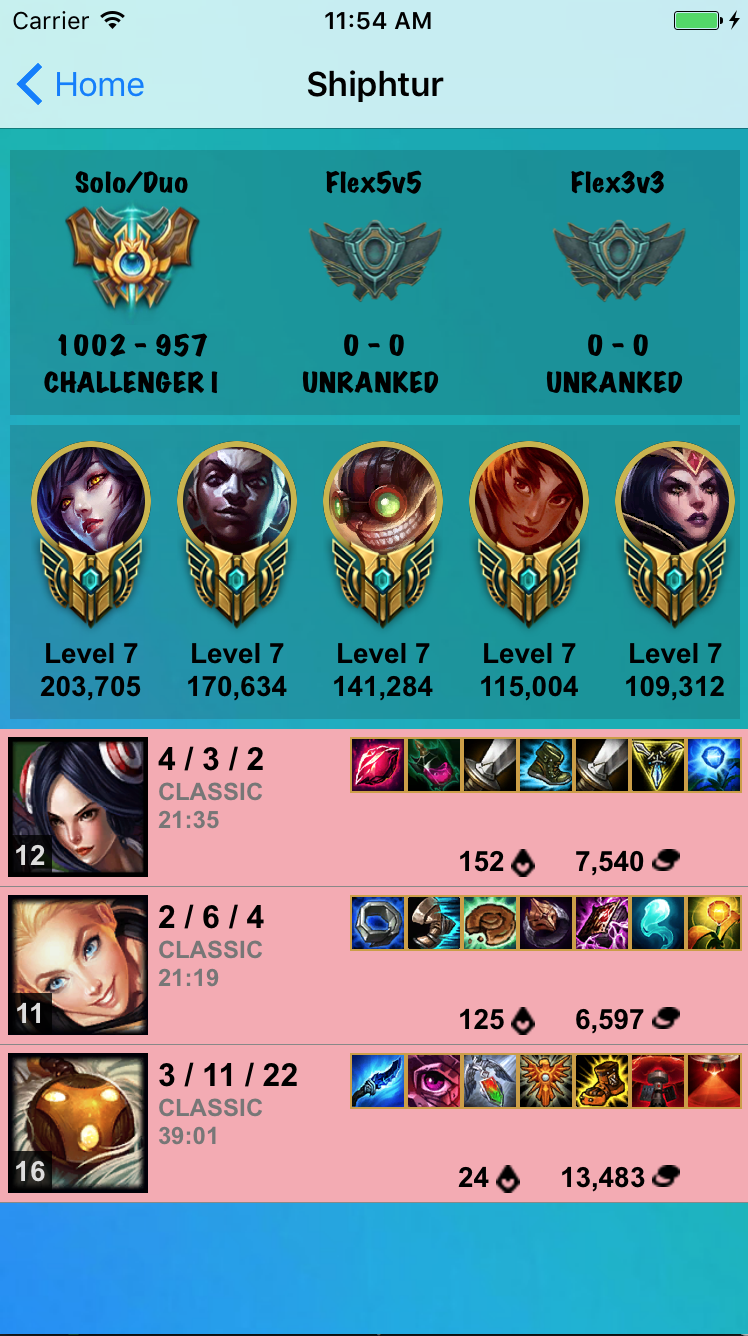 Carrier 11:54 AM
Home Shiphtur
Solo/Duo Flex5v5 Flex3v3
1002 - 957 0 - 0 0 - 0
CHALLENGER I UNRANKED UNRANKED
Level 7 Level 7 Level 7 Level 7 Level 7
203,705 170,634 141,284 115,004 109,312
4 / 3 / 2
CLASSIC
21:35
12
152 7,540
2 / 6 / 4
CLASSIC
21:19
11
125 6,597
3 / 11 / 22
CLASSIC
39:01
16
24 13,483